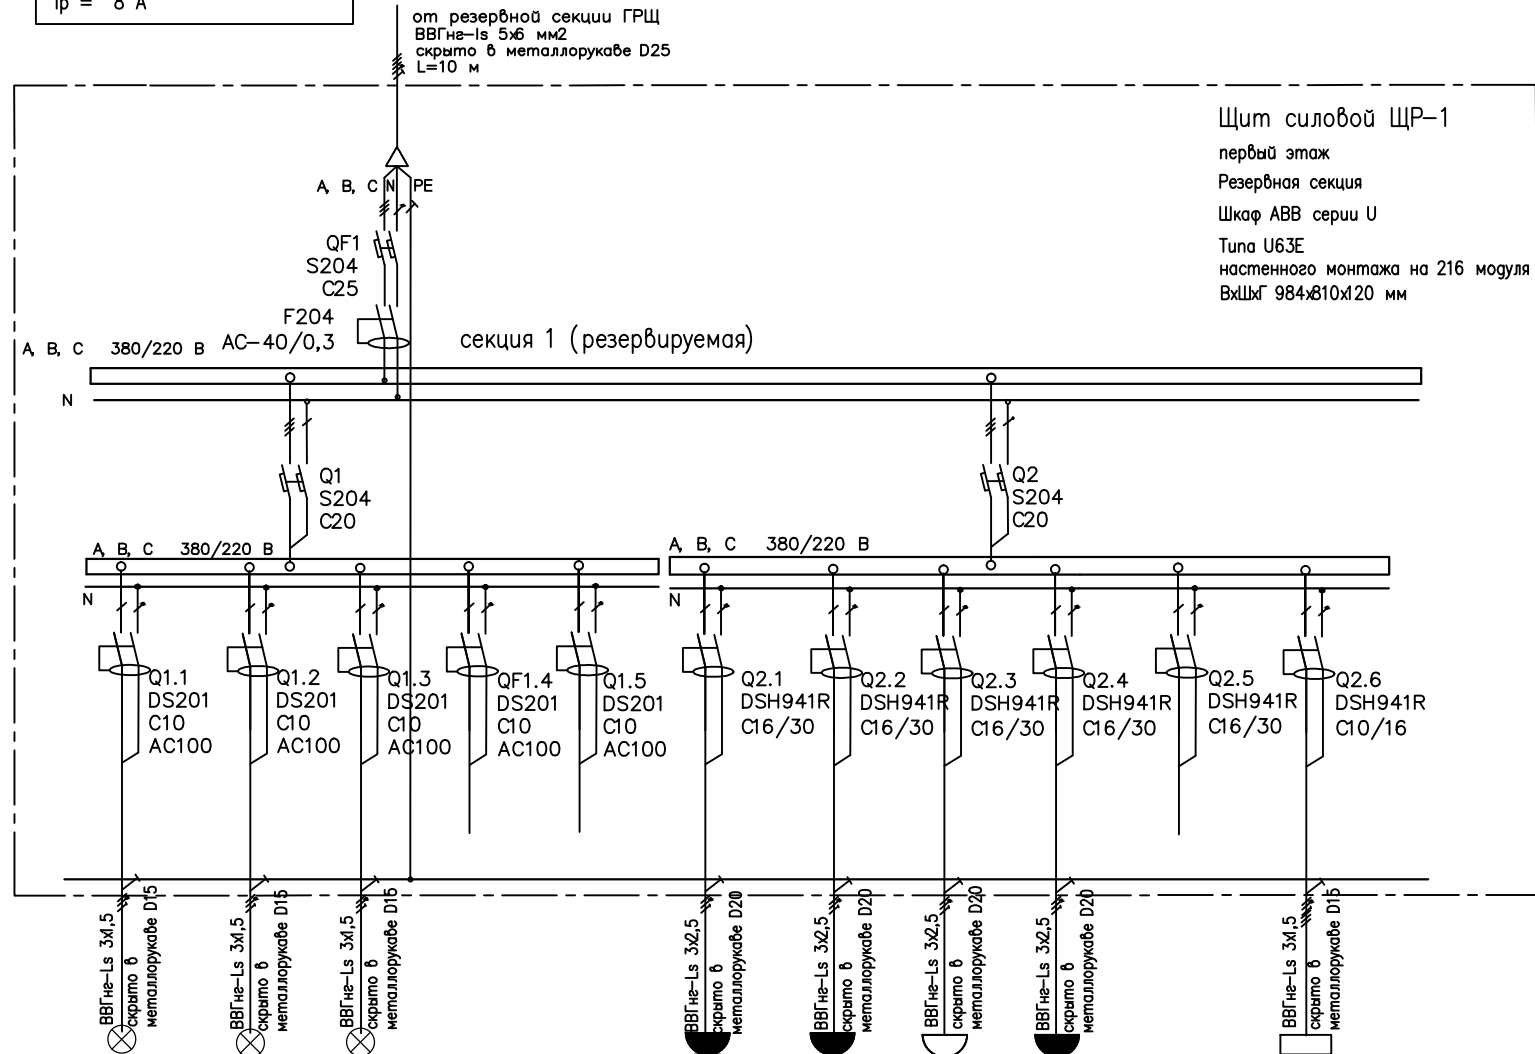 Iр = 8 А
от резервной секции ГРЩ
ВВГнг-ls 5х6 мм2
скрыто в металлорукаве D25
L=10 м
Щит силовой ЩР-1
первый этаж
Резервная секция
Шкаф АВВ серии U
Типа U63E
настенного монтажа на 216 модуля
ВхШхГ 984х810х120 мм
А, В, С N PE
QF1
S204
C25
F204
AC-40/0,3
секция 1 (резервируемая)
А, В, С 380/220 В
N
Q1
S204
C20
Q2
S204
C20
А, В, С 380/220 В
N
А, В, С 380/220 В
N
Q1.1
DS201
C10
AC100
Q1.2
DS201
C10
AC100
Q1.3
DS201
C10
AC100
QF1.4
DS201
C10
AC100
Q1.5
DS201
C10
AC100
Q2.1
DSH941R
C16/30
Q2.2
DSH941R
C16/30
Q2.3
DSH941R
C16/30
Q2.4
DSH941R
C16/30
Q2.5
DSH941R
C16/30
Q2.6
DSH941R
C10/16
ВВГнг-Ls 3х1,5
скрыто в
металлорукаве D15
ВВГнг-Ls 3х1,5
скрыто в
металлорукаве D15
ВВГнг-Ls 3х1,5
скрыто в
металлорукаве D15
ВВГнг-Ls 3х2,5
скрыто в
металлорукаве D20
ВВГнг-Ls 3х2,5
скрыто в
металлорукаве D20
ВВГнг-Ls 3х2,5
скрыто в
металлорукаве D20
ВВГнг-Ls 3х2,5
скрыто в
металлорукаве D20
ВВГнг-Ls 3х1,5
скрыто в
металлорукаве D15